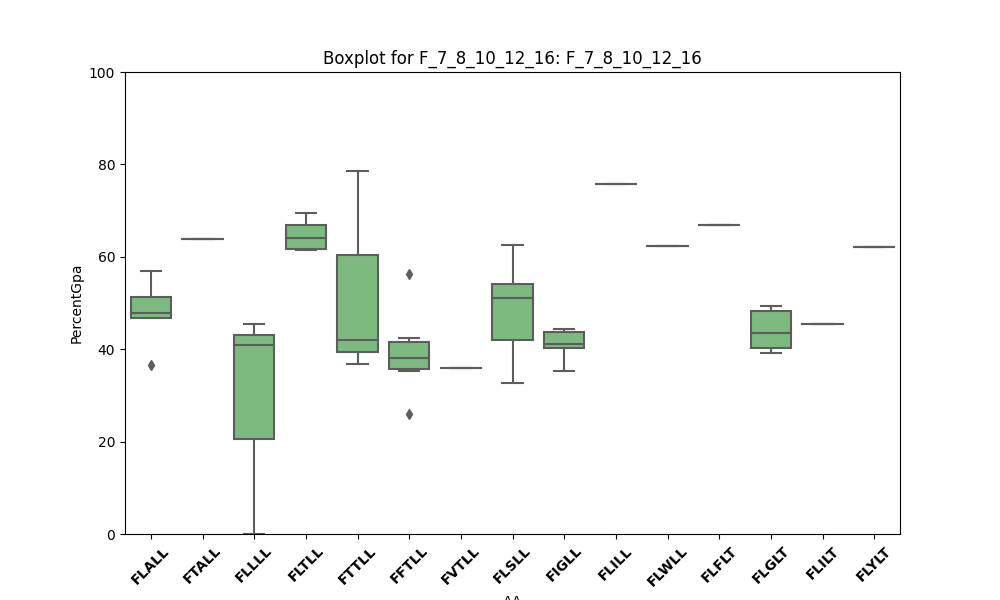 Boxplot for F_7_8_10_12_16: F_7_8_10_12_16
100
80
60
40
20
0
PercentGpa
FLALL
FTALL
FLLLL
FLTLL
FTTLL
FFTLL
FVTLL
FLSLL
FIGLL
FLILL
FLWLL
FLFLT
FLGLT
FLILT
FLYLT
AA